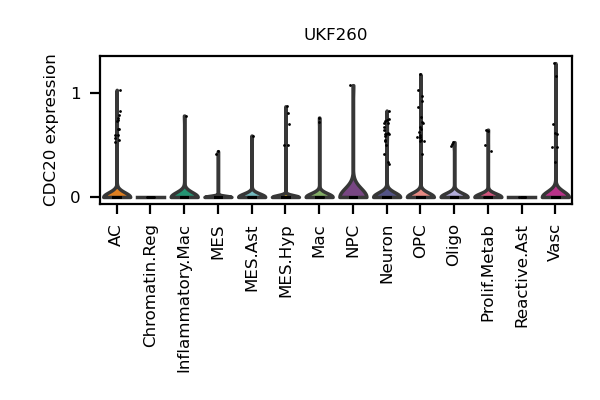 UKF260
CDC20 expression
1
0
AC
Chromatin.Reg
Inflammatory.Mac
MES
MES.Ast
MES.Hyp
Mac
NPC
Neuron
OPC
Oligo
Prolif.Metab
Reactive.Ast
Vasc